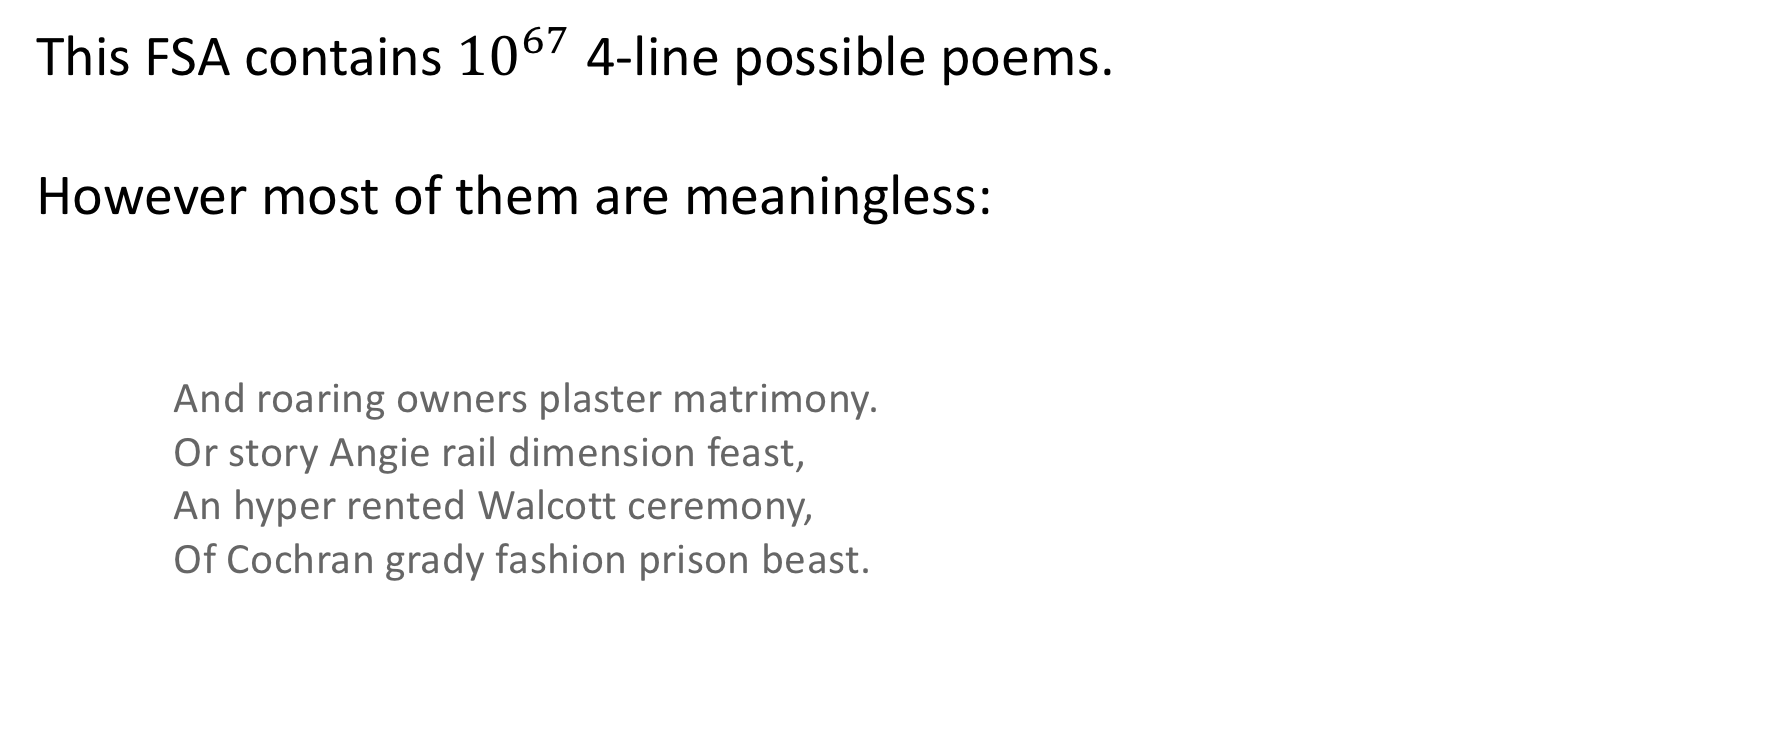 This FSA contains 10^67 4-line possible poems.
However most of them are meaningless:
And roaring owners plaster matrimony.
Or story Angie rail dimension feast,
An hyper rented Walcott ceremony,
Of Cochran grady fashion prison beast.